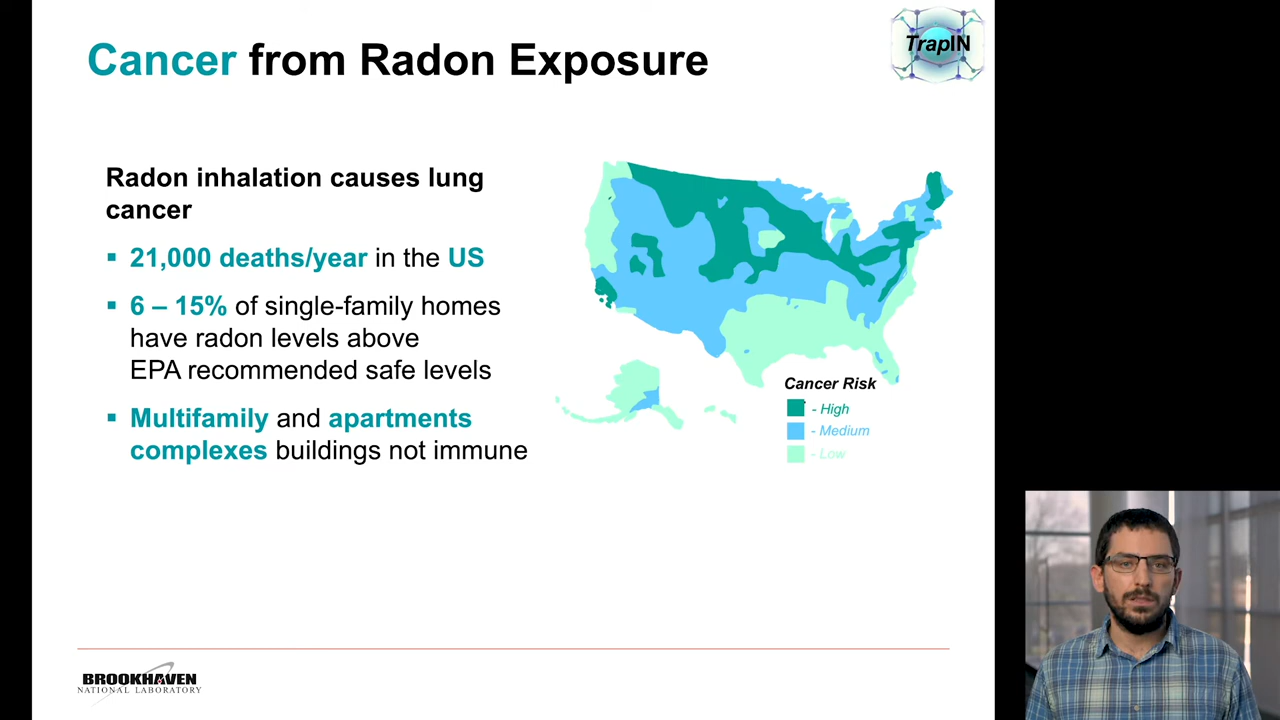 Cancer from Radon Exposure
TrapIN
Radon inhalation causes lung
cancer
▪ 21,000 deaths/year in the US
▪ 6 – 15% of single-family homes
have radon levels above
EPA recommended safe levels
▪ Multifamily and apartments
complexes buildings not immune
Cancer Risk
- High
- Medium
- Low
BROOKHAVEN
NATIONAL LABORATORY